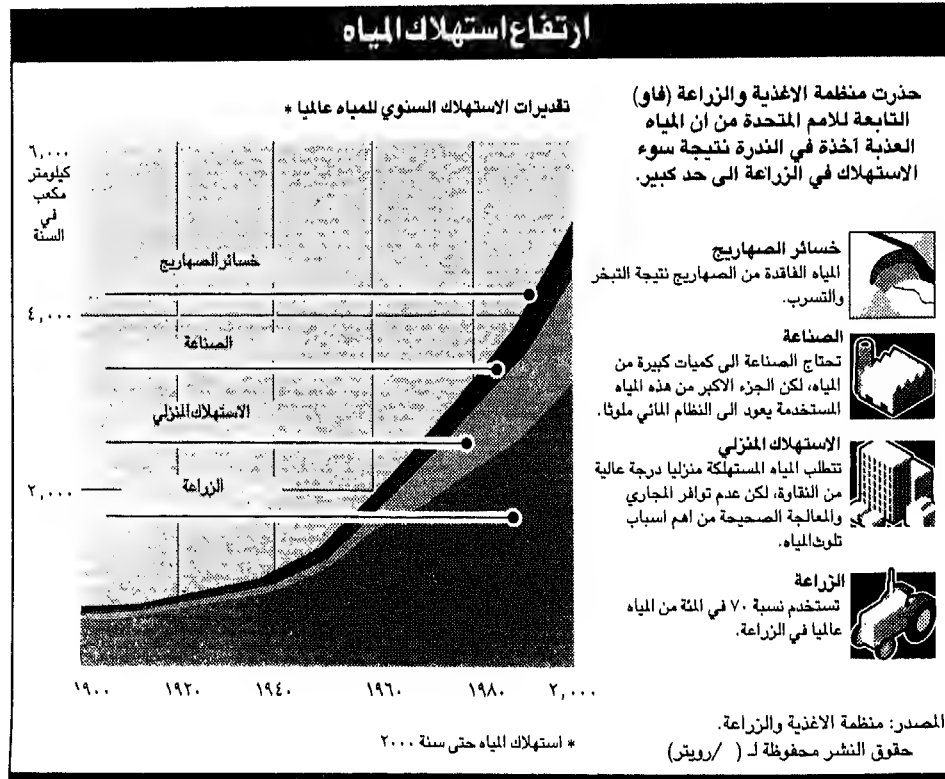 ارتفاع استهلاك المياه
حذرت منظمة الاغذية والزراعة (فاو)
التابعة للامم المتحدة من ان المياه
العذبة آخذة في الندرة نتيجة سوء
الاستهلاك في الزراعة الى حد كبير.
خسائر الصهاريج
المياه الفاقدة من الصهاريج نتيجة التبخر
والتسرب.
الصناعة
تحتاج الصناعة الى كميات كبيرة من
المياه، لكن الجزء الاكبر من هذه المياه
المستخدمة يعود الى النظام المائي ملوثا.
الاستهلاك المنزلي
تتطلب المياه المستهلكة منزليا درجة عالية
من النقاوة، لكن عدم توافر المجاري
والمعالجة الصحيحة من اهم اسباب
تلوث المياه.
الزراعة
تستخدم نسبة ٧٠ في المئة من المياه
عالميا في الزراعة.
المصدر: منظمة الاغذية والزراعة.
حقوق النشر محفوظة لـ ( /رويتر)
تقديرات الاستهلاك السنوي للمياه عالميا *
٦,٠٠٠
كيلومتر
مكعب
في
السنة
خسائر الصهاريج
٤,٠٠٠
الصناعة
الاستهلاك المنزلي
٢,٠٠٠
الزراعة
١٩٠٠ ١٩٢٠ ١٩٤٠ ١٩٦٠ ١٩٨٠ ٢,٠٠٠
* استهلاك المياه حتى سنة ٢٠٠٠